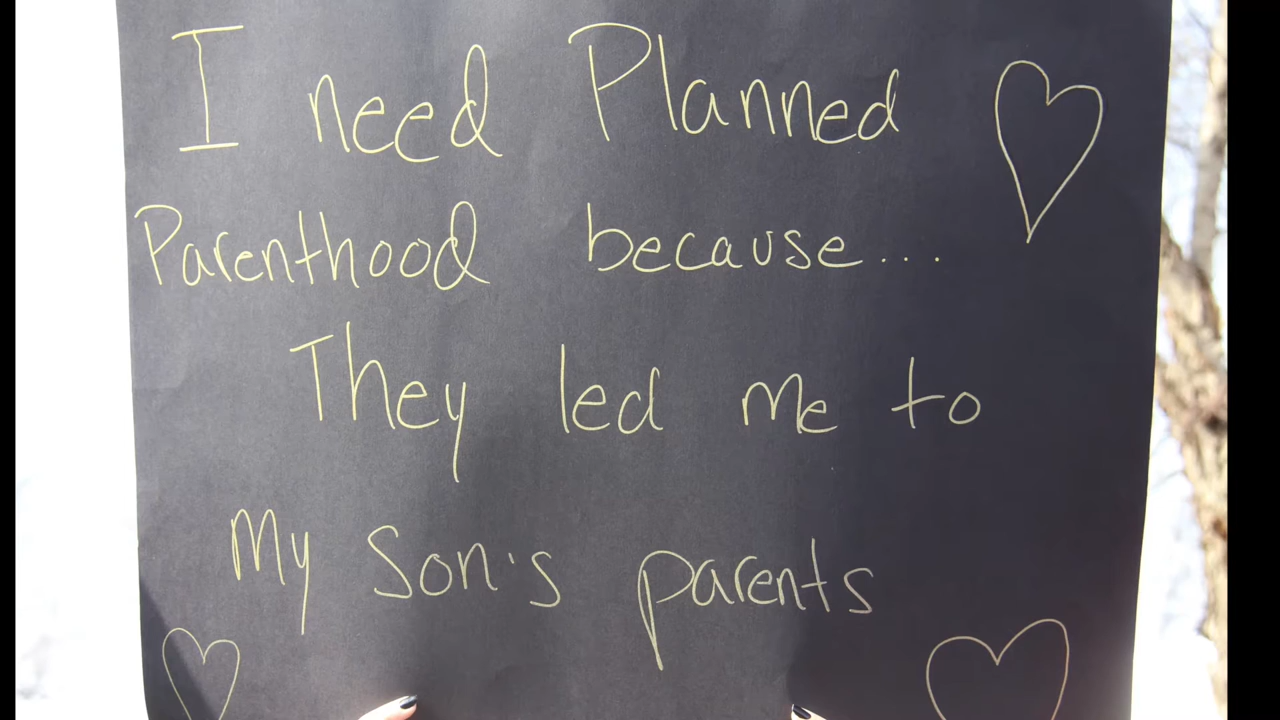 I need Planned
Parenthood because...
They led me to
My Son's parents